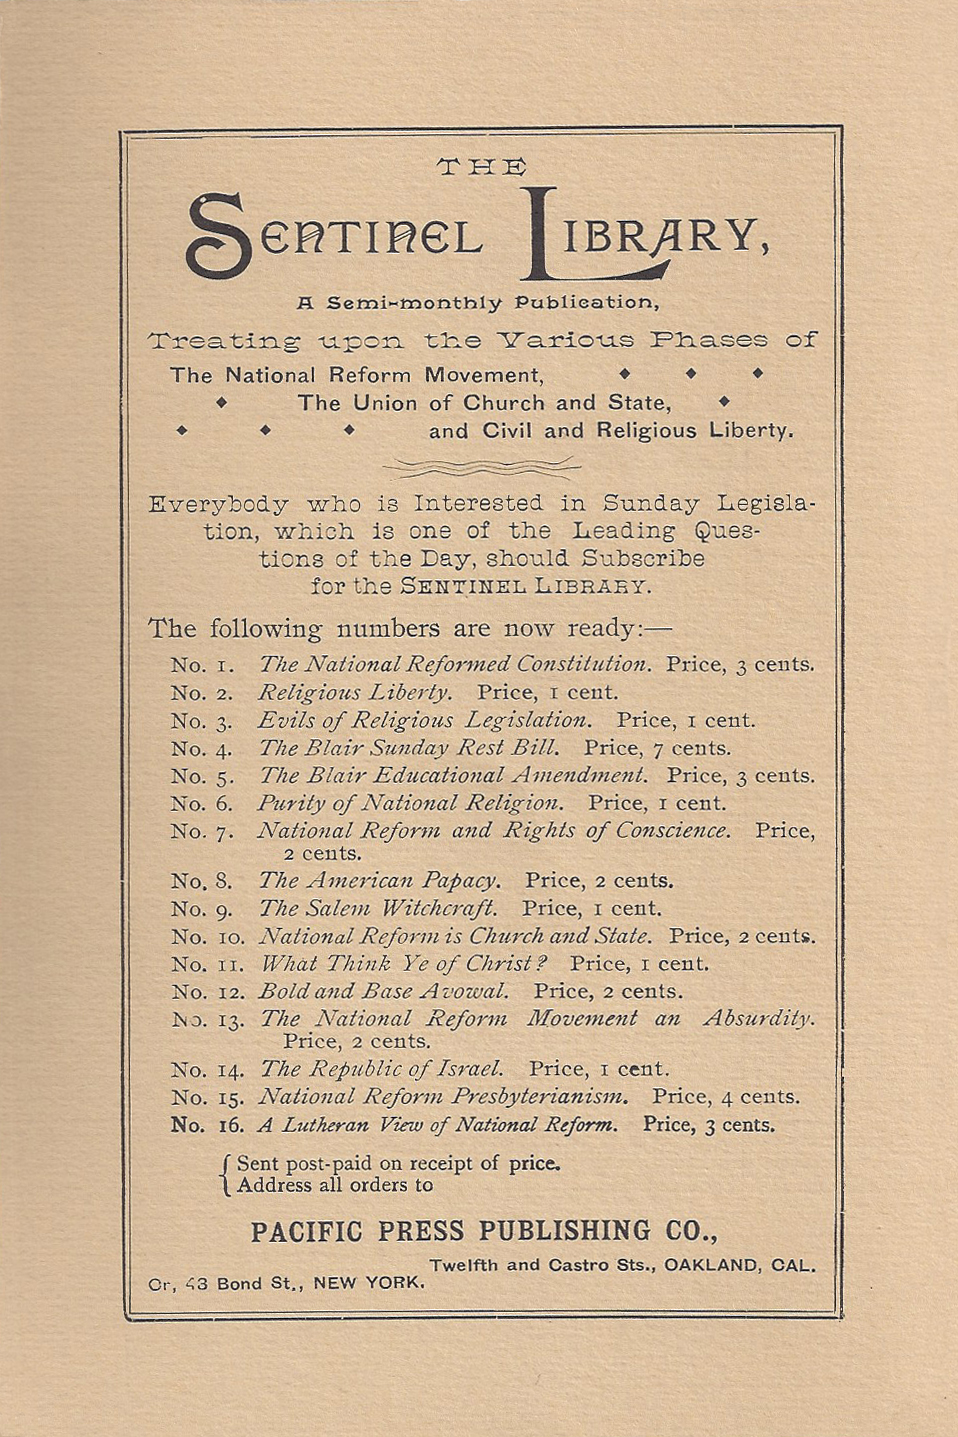 THE
SENTINEL LIBRARY,
A Semi-monthly Publication,
Treating upon the Various Phases of
The National Reform Movement,
The Union of Church and State,
and Civil and Religious Liberty.
Everybody who is Interested in Sunday Legisla-
tion, which is one of the Leading Ques-
tions of the Day, should Subscribe
for the SENTINEL LIBRARY.
The following numbers are now ready:—
No. 1. The National Reformed Constitution. Price, 3 cents.
No. 2. Religious Liberty. Price, 1 cent.
No. 3. Evils of Religious Legislation. Price, 1 cent.
No. 4. The Blair Sunday Rest Bill. Price, 7 cents.
No. 5. The Blair Educational Amendment. Price, 3 cents.
No. 6. Purity of National Religion. Price, 1 cent.
No. 7. National Reform and Rights of Conscience. Price,
2 cents.
No. 8. The American Papacy. Price, 2 cents.
No. 9. The Salem Witchcraft. Price, 1 cent.
No. 10. National Reform is Church and State. Price, 2 cents.
No. 11. What Think Ye of Christ? Price, 1 cent.
No. 12. Bold and Base Avowal. Price, 2 cents.
No. 13. The National Reform Movement an Absurdity.
Price, 2 cents.
No. 14. The Republic of Israel. Price, 1 cent.
No. 15. National Reform Presbyterianism. Price, 4 cents.
No. 16. A Lutheran View of National Reform. Price, 3 cents.
{ Sent post-paid on receipt of price.
Address all orders to
PACIFIC PRESS PUBLISHING CO.,
Twelfth and Castro Sts., OAKLAND, CAL.
Or, 43 Bond St., NEW YORK.